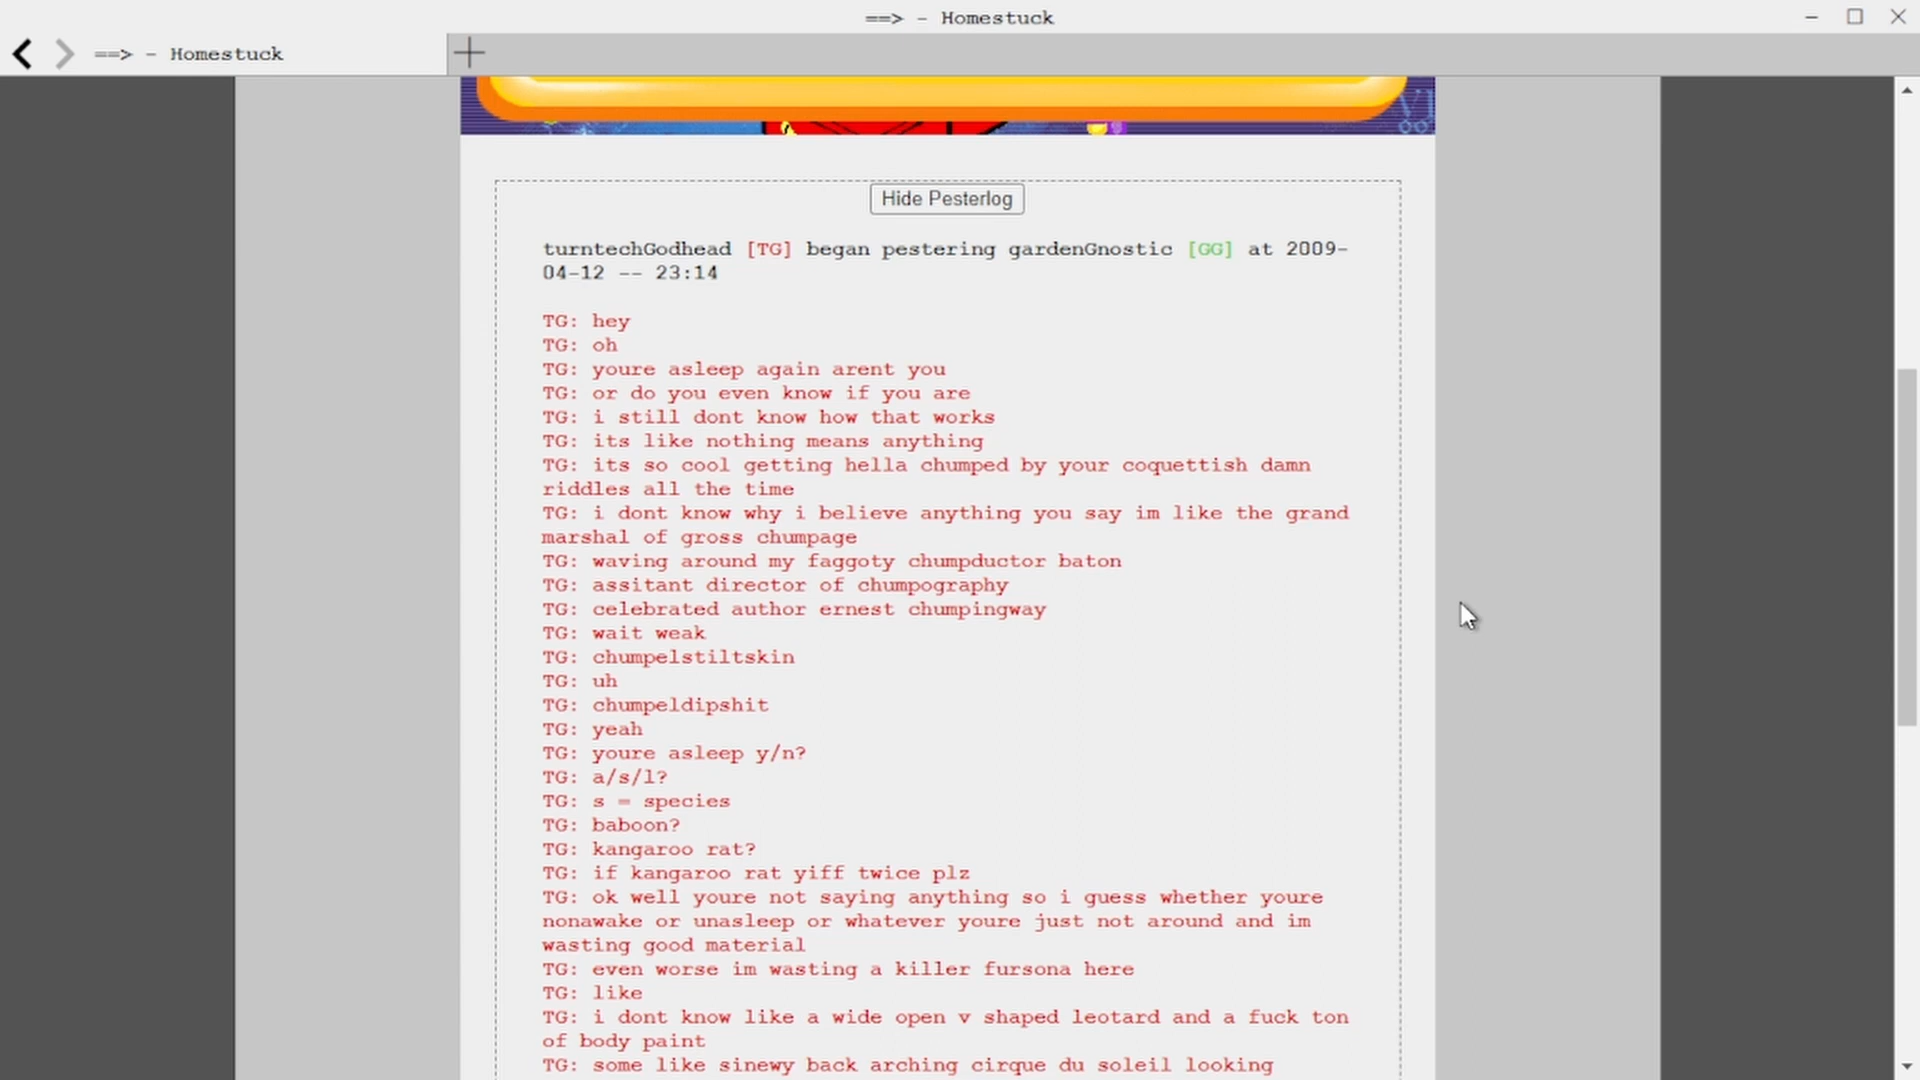 ==> - Homestuck
==> - Homestuck
Hide Pesterlog
turntechGodhead [TG] began pestering gardenGnostic [GG] at 2009-
04-12 -- 23:14
TG: hey
TG: oh
TG: youre asleep again arent you
TG: or do you even know if you are
TG: i still dont know how that works
TG: its like nothing means anything
TG: its so cool getting hella chumped by your coquettish damn
riddles all the time
TG: i dont know why i believe anything you say im like the grand
marshal of gross chumpage
TG: waving around my faggoty chumpductor baton
TG: assitant director of chumpography
TG: celebrated author ernest chumpingway
TG: wait weak
TG: chumpelstiltskin
TG: uh
TG: chumpeldipshit
TG: yeah
TG: youre asleep y/n?
TG: a/s/l?
TG: s = species
TG: baboon?
TG: kangaroo rat?
TG: if kangaroo rat yiff twice plz
TG: ok well youre not saying anything so i guess whether youre
nonawake or unasleep or whatever youre just not around and im
wasting good material
TG: even worse im wasting a killer fursona here
TG: like
TG: i dont know like a wide open v shaped leotard and a fuck ton
of body paint
TG: some like sinewy back arching cirque du soleil looking